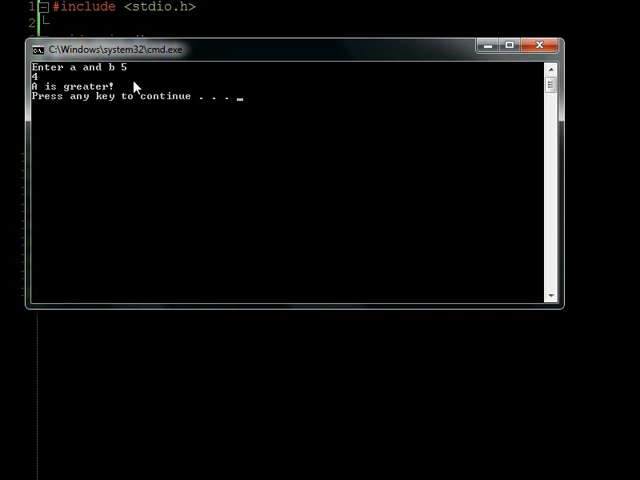 1 #include <stdio.h>
2
C:\Windows\system32\cmd.exe
Enter a and b 5
4
A is greater!
Press any key to continue . . . _